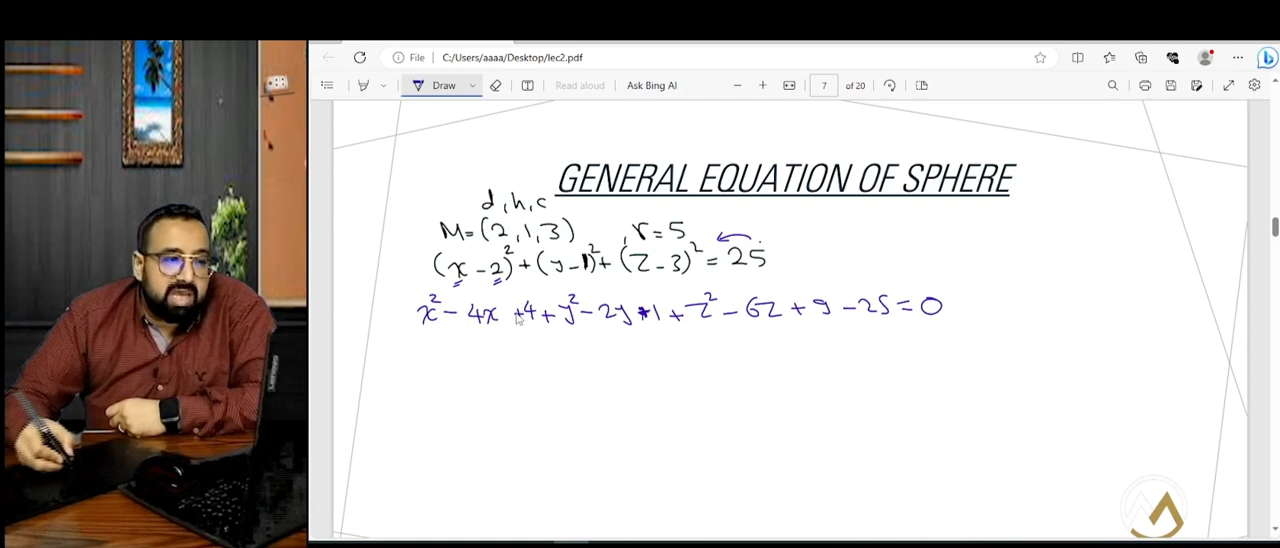 File C:/Users/aaaa/Desktop/lec2.pdf
Draw Read aloud Ask Bing AI 7 of 20
GENERAL EQUATION OF SPHERE
d, h, c
M=(2,1,3) , r=5
(x-2)²+(y-1)²+(z-3)²=25
x²-4x+4+y²-2y+1+z²-6z+9-25=0
Lenovo